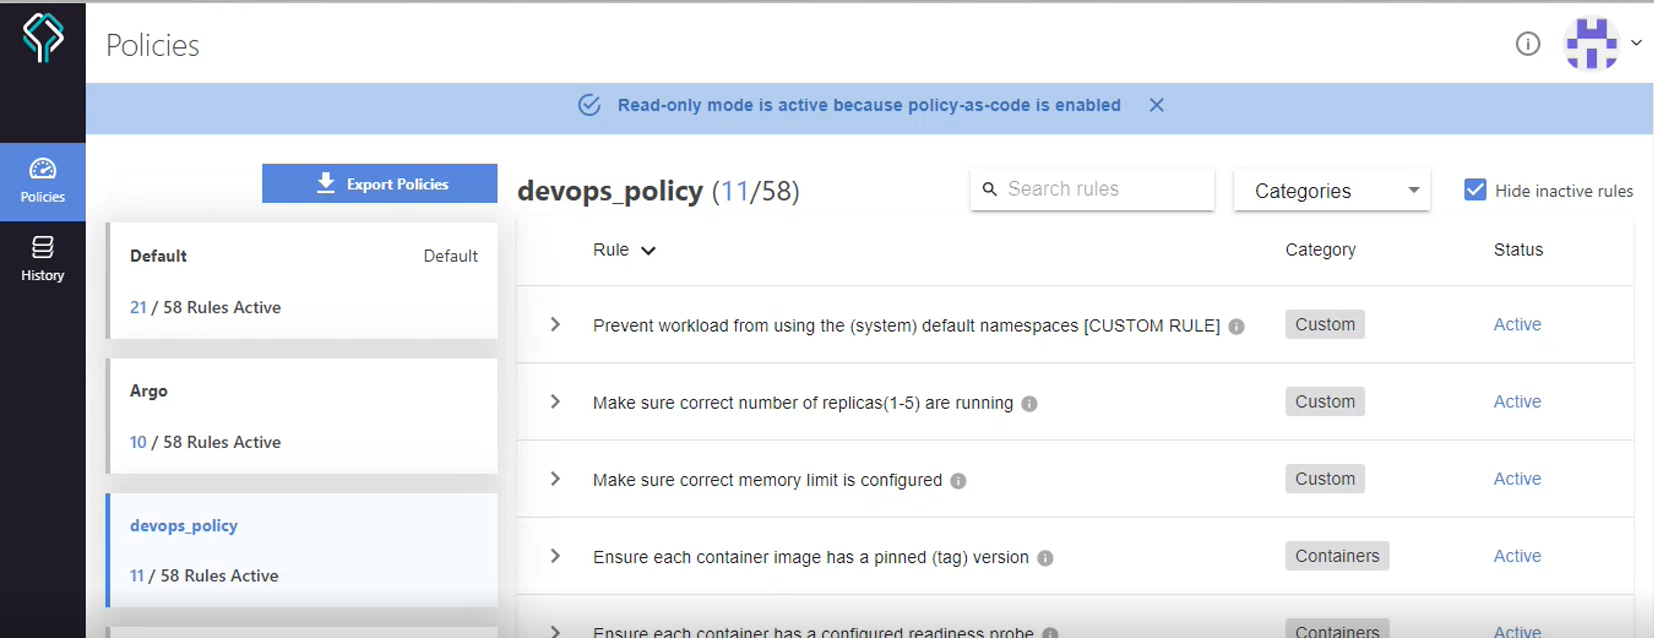 Policies
Read-only mode is active because policy-as-code is enabled
Policies
History
Export Policies
Default Default
21 / 58 Rules Active
Argo
10 / 58 Rules Active
devops_policy
11 / 58 Rules Active
devops_policy (11/58)
Search rules
Categories
Hide inactive rules
Rule Category Status
Prevent workload from using the (system) default namespaces [CUSTOM RULE] Custom Active
Make sure correct number of replicas(1-5) are running Custom Active
Make sure correct memory limit is configured Custom Active
Ensure each container image has a pinned (tag) version Containers Active
Ensure each container has a configured readiness probe Containers Active